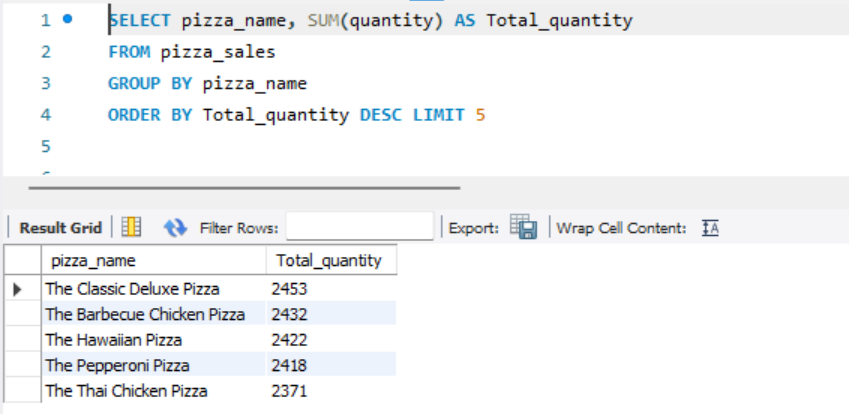 1 SELECT pizza_name, SUM(quantity) AS Total_quantity
2 FROM pizza_sales
3 GROUP BY pizza_name
4 ORDER BY Total_quantity DESC LIMIT 5
5
Result Grid Filter Rows: Export: Wrap Cell Content: IA
pizza_name Total_quantity
The Classic Deluxe Pizza 2453
The Barbecue Chicken Pizza 2432
The Hawaiian Pizza 2422
The Pepperoni Pizza 2418
The Thai Chicken Pizza 2371